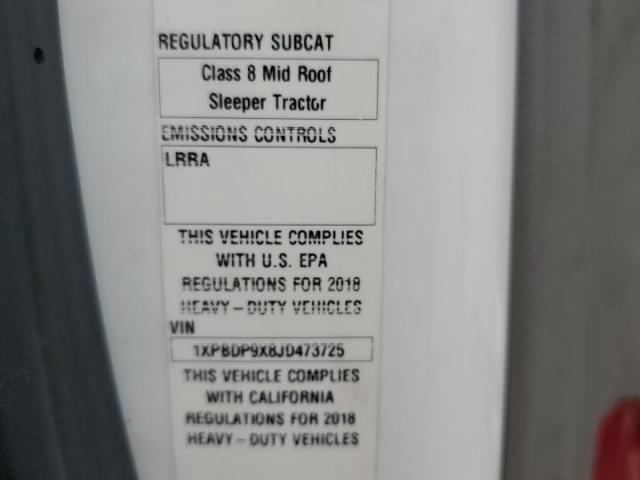 REGULATORY SUBCAT
Class 8 Mid Roof
Sleeper Tractor
EMISSIONS CONTROLS
LRRA
THIS VEHICLE COMPLIES
WITH U.S. EPA
REGULATIONS FOR 2018
HEAVY-DUTY VEHICLES
VIN
1XPBDP9X8JD473725
THIS VEHICLE COMPLIES
WITH CALIFORNIA
REGULATIONS FOR 2018
HEAVY-DUTY VEHICLES